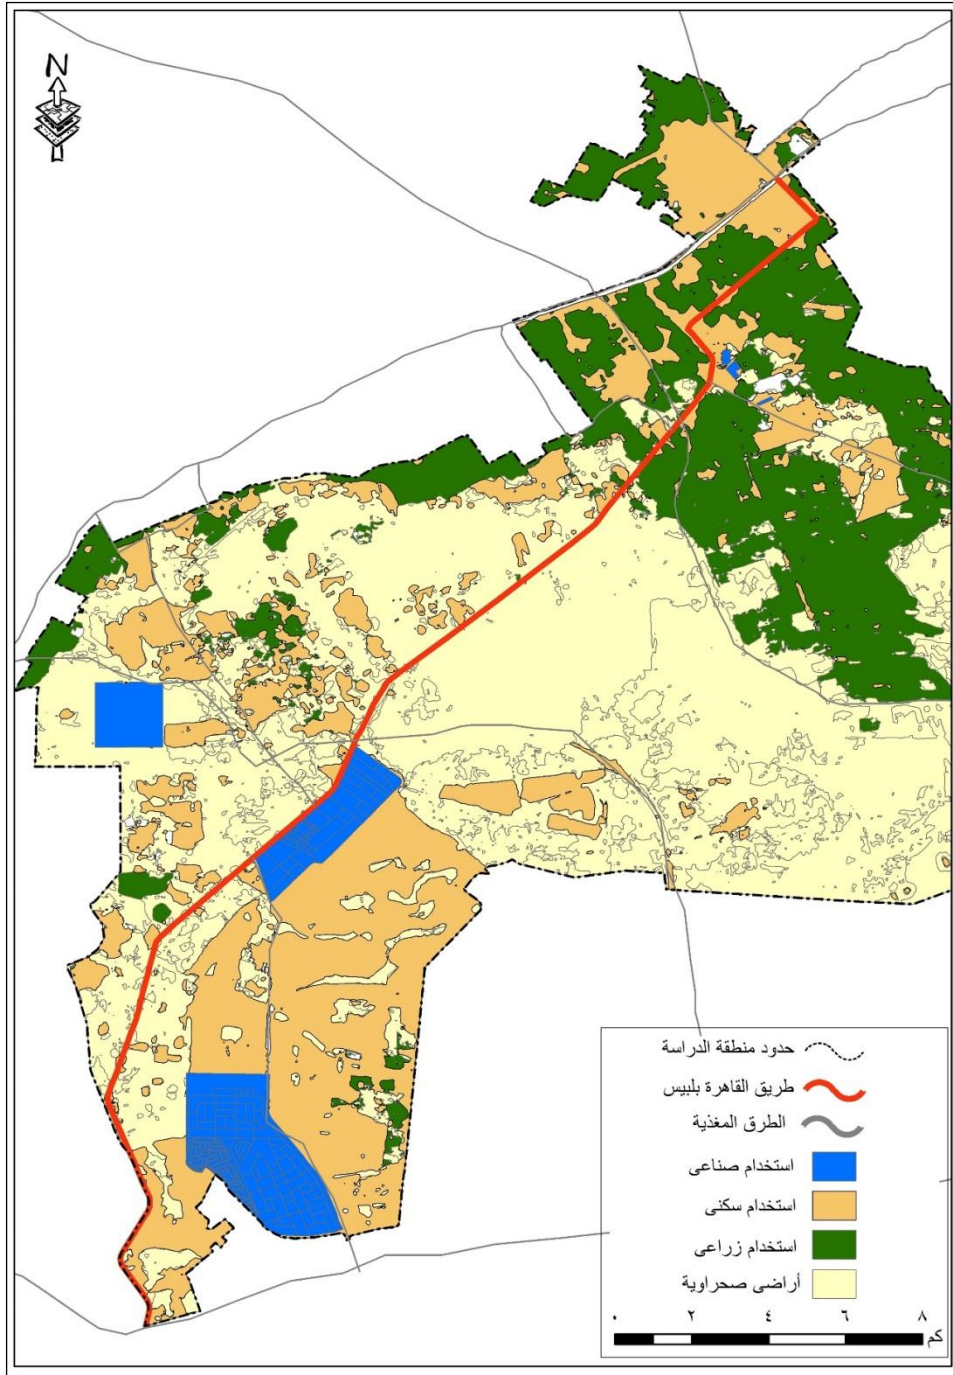 N
حدود منطقة الدراسة
طريق القاهرة بلبيس
الطرق المغذية
استخدام صناعى
استخدام سكنى
استخدام زراعى
أراضى صحراوية
٠ ٢ ٤ ٦ ٨
كم